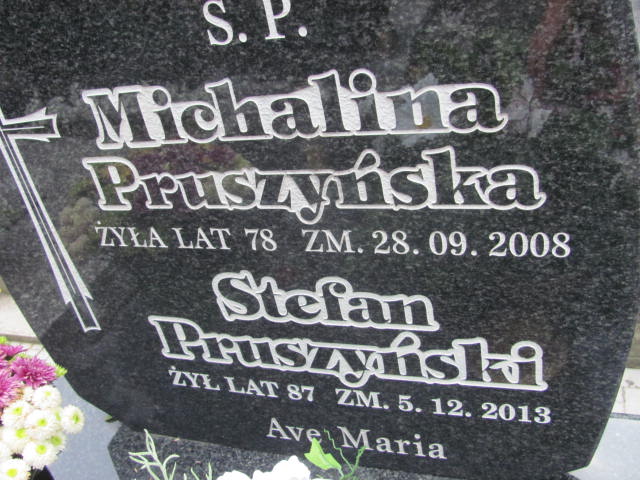 Ś. P.
Michalina
Pruszyńska
ŻYŁA LAT 78 ZM. 28. 09. 2008
Stefan
Pruszyński
ŻYŁ LAT 87 ZM. 5. 12. 2013
Ave Maria